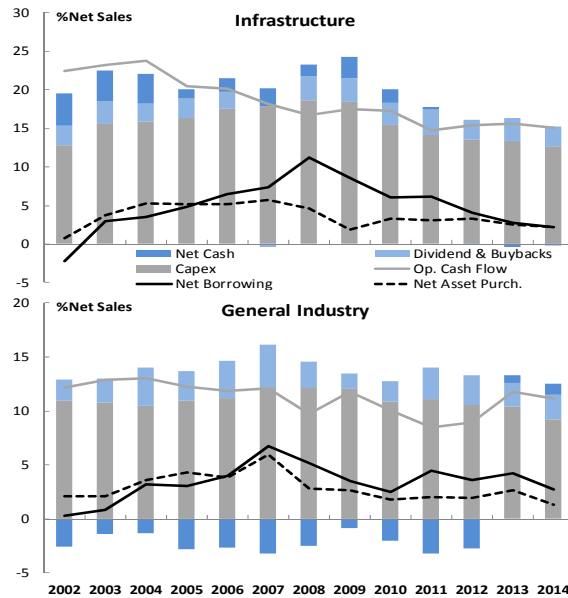 %Net Sales
Infrastructure
30
25
20
15
10
5
0
-5
Net Cash
Dividend & Buybacks
Capex
Op. Cash Flow
Net Borrowing
Net Asset Purch.
%Net Sales
General Industry
20
15
10
5
0
-5
2002 2003 2004 2005 2006 2007 2008 2009 2010 2011 2012 2013 2014